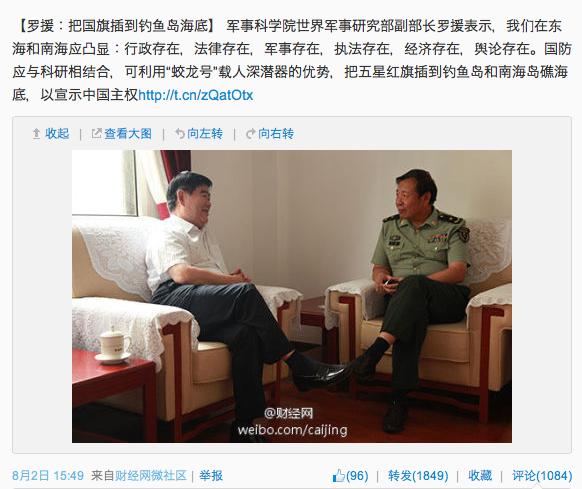 【罗援：把国旗插到钓鱼岛海底】 军事科学院世界军事研究部副部长罗援表示，我们在东
海和南海应凸显：行政存在，法律存在，军事存在，执法存在，经济存在，舆论存在。国防
应与科研相结合，可利用“蛟龙号”载人深潜器的优势，把五星红旗插到钓鱼岛和南海岛礁海
底，以宣示中国主权http://t.cn/zQatOtx
收起 | 查看大图 | 向左转 | 向右转
@财经网
weibo.com/caijing
8月2日 15:49 来自财经网微社区 | 举报 (96) | 转发(1849) | 收藏 | 评论(1084)